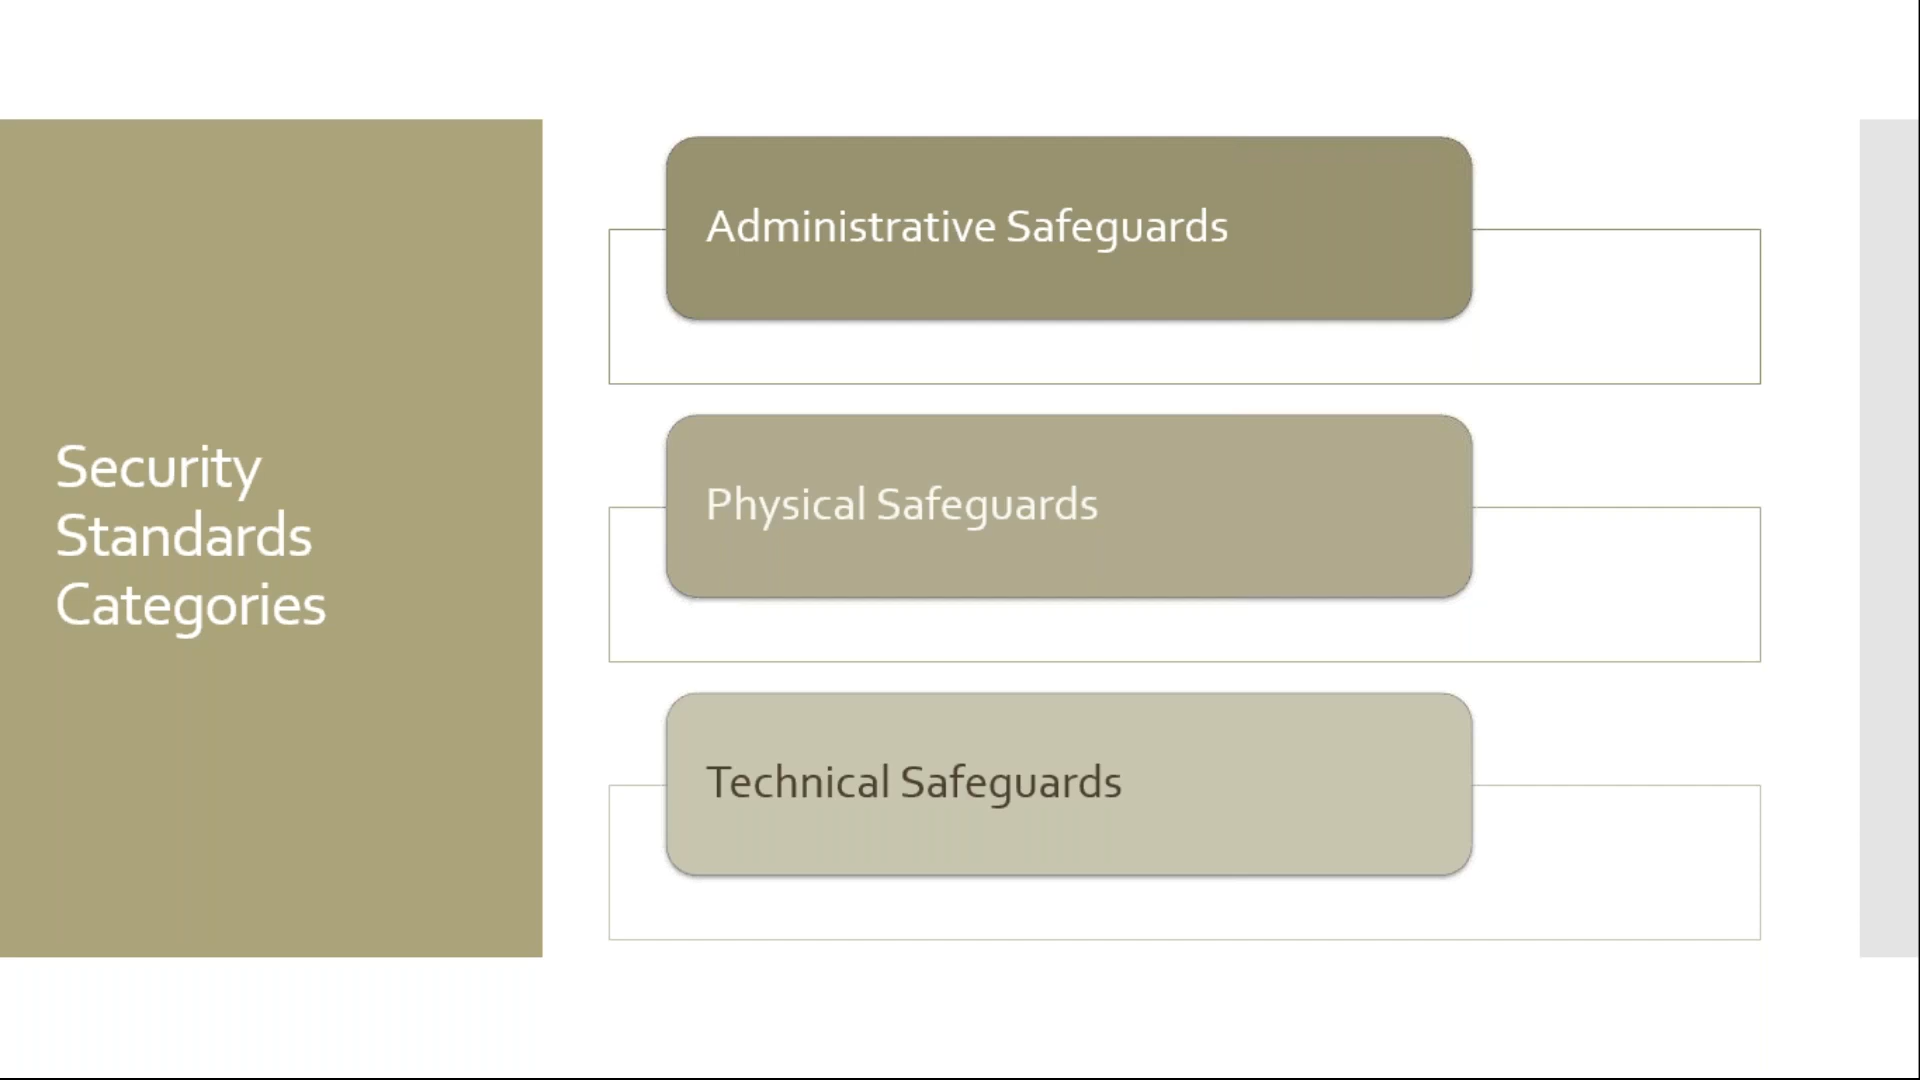 Security
Standards
Categories
Administrative Safeguards
Physical Safeguards
Technical Safeguards